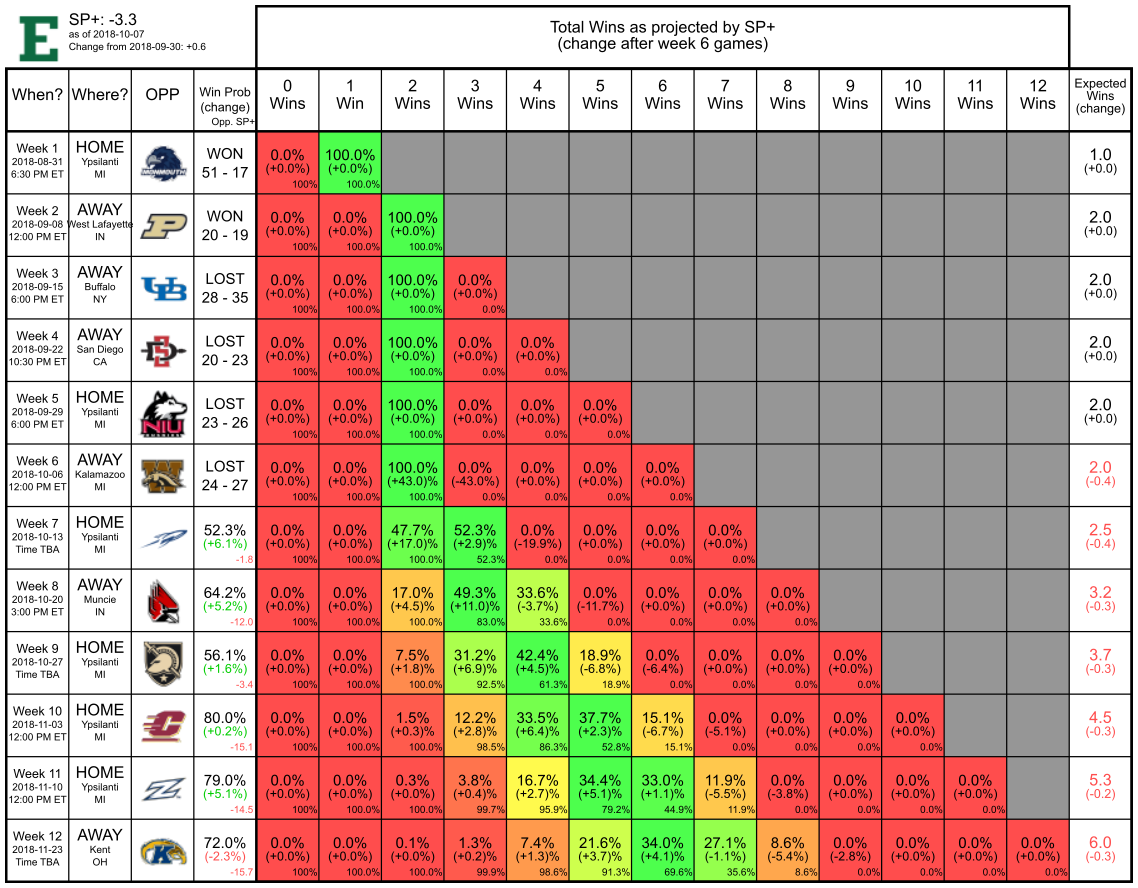 SP+: -3.3
as of 2018-10-07
Change from 2018-09-30: +0.6
Total Wins as projected by SP+
(change after week 6 games)
When? Where? OPP Win Prob (change) Opp. SP+ 0 Wins 1 Win 2 Wins 3 Wins 4 Wins 5 Wins 6 Wins 7 Wins 8 Wins 9 Wins 10 Wins 11 Wins 12 Wins Expected Wins (change)
Week 1 HOME WON 0.0% 100.0% 1.0
2018-08-31 Ypsilanti MONMOUTH (+0.0%) (+0.0%) (+0.0)
6:30 PM ET MI 51 - 17 100% 100.0%
Week 2 AWAY WON 0.0% 0.0% 100.0% 2.0
2018-09-08 West Lafayette P (+0.0%) (+0.0%) (+0.0%) (+0.0)
12:00 PM ET IN 20 - 19 100% 100.0% 100.0%
Week 3 AWAY LOST 0.0% 0.0% 100.0% 0.0% 2.0
2018-09-15 Buffalo UB (+0.0%) (+0.0%) (+0.0%) (+0.0%) (+0.0)
6:00 PM ET NY 28 - 35 100% 100.0% 100.0% 0.0%
Week 4 AWAY LOST 0.0% 0.0% 100.0% 0.0% 0.0% 2.0
2018-09-22 San Diego SD (+0.0%) (+0.0%) (+0.0%) (+0.0%) (+0.0%) (+0.0)
10:30 PM ET CA 20 - 23 100% 100.0% 100.0% 0.0% 0.0%
Week 5 HOME LOST 0.0% 0.0% 100.0% 0.0% 0.0% 0.0% 2.0
2018-09-29 Ypsilanti NIU (+0.0%) (+0.0%) (+0.0%) (+0.0%) (+0.0%) (+0.0%) (+0.0)
6:00 PM ET MI 23 - 26 100% 100.0% 100.0% 0.0% 0.0% 0.0%
Week 6 AWAY LOST 0.0% 0.0% 100.0% 0.0% 0.0% 0.0% 0.0% 2.0
2018-10-06 Kalamazoo W (+0.0%) (+0.0%) (+43.0)% (-43.0%) (+0.0%) (+0.0%) (+0.0%) (-0.4)
12:00 PM ET MI 24 - 27 100% 100.0% 100.0% 0.0% 0.0% 0.0% 0.0%
Week 7 HOME 52.3% 0.0% 0.0% 47.7% 52.3% 0.0% 0.0% 0.0% 0.0% 2.5
2018-10-13 Ypsilanti (+6.1%) (+0.0%) (+0.0%) (+17.0)% (+2.9)% (-19.9%) (+0.0%) (+0.0%) (+0.0%) (-0.4)
Time TBA MI -1.8 100% 100.0% 100.0% 52.3% 0.0% 0.0% 0.0% 0.0%
Week 8 AWAY 64.2% 0.0% 0.0% 17.0% 49.3% 33.6% 0.0% 0.0% 0.0% 0.0% 3.2
2018-10-20 Muncie (+5.2%) (+0.0%) (+0.0%) (+4.5)% (+11.0)% (-3.7%) (-11.7%) (+0.0%) (+0.0%) (+0.0%) (-0.3)
3:00 PM ET IN -12.0 100% 100.0% 100.0% 83.0% 33.6% 0.0% 0.0% 0.0% 0.0%
Week 9 HOME 56.1% 0.0% 0.0% 7.5% 31.2% 42.4% 18.9% 0.0% 0.0% 0.0% 0.0% 3.7
2018-10-27 Ypsilanti (+1.6%) (+0.0%) (+0.0%) (+1.8)% (+6.9)% (+4.5)% (-6.8%) (-6.4%) (+0.0%) (+0.0%) (+0.0%) (-0.3)
Time TBA MI -3.4 100% 100.0% 100.0% 92.5% 61.3% 18.9% 0.0% 0.0% 0.0% 0.0%
Week 10 HOME 80.0% 0.0% 0.0% 1.5% 12.2% 33.5% 37.7% 15.1% 0.0% 0.0% 0.0% 0.0% 4.5
2018-11-03 Ypsilanti C (+0.2%) (+0.0%) (+0.0%) (+0.3)% (+2.8)% (+6.4)% (+2.3)% (-6.7%) (-5.1%) (+0.0%) (+0.0%) (+0.0%) (-0.3)
12:00 PM ET MI -15.1 100% 100.0% 100.0% 98.5% 86.3% 52.8% 15.1% 0.0% 0.0% 0.0% 0.0%
Week 11 HOME 79.0% 0.0% 0.0% 0.3% 3.8% 16.7% 34.4% 33.0% 11.9% 0.0% 0.0% 0.0% 0.0% 5.3
2018-11-10 Ypsilanti Z (+5.1%) (+0.0%) (+0.0%) (+0.0%) (+0.4)% (+2.7)% (+5.1)% (+1.1)% (-5.5%) (-3.8%) (+0.0%) (+0.0%) (+0.0%) (-0.2)
12:00 PM ET MI -14.5 100% 100.0% 100.0% 99.7% 95.9% 79.2% 44.9% 11.9% 0.0% 0.0% 0.0% 0.0%
Week 12 AWAY 72.0% 0.0% 0.0% 0.1% 1.3% 7.4% 21.6% 34.0% 27.1% 8.6% 0.0% 0.0% 0.0% 0.0% 6.0
2018-11-23 Kent K (-2.3%) (+0.0%) (+0.0%) (+0.0%) (+0.2)% (+1.3)% (+3.7)% (+4.1)% (-1.1%) (-5.4%) (-2.8%) (+0.0%) (+0.0%) (+0.0%) (-0.3)
Time TBA OH -15.7 100% 100.0% 100.0% 99.9% 98.6% 91.3% 69.6% 35.6% 8.6% 0.0% 0.0% 0.0% 0.0%